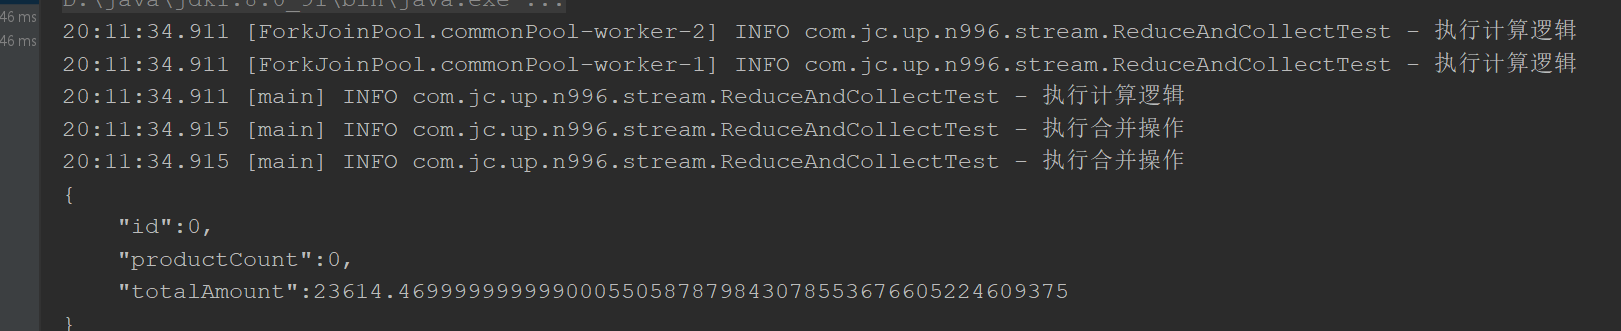 46 ms
46 ms
D:\java\jdk1.8.0_91\bin\java.exe ...
20:11:34.911 [ForkJoinPool.commonPool-worker-2] INFO com.jc.up.n996.stream.ReduceAndCollectTest - 执行计算逻辑
20:11:34.911 [ForkJoinPool.commonPool-worker-1] INFO com.jc.up.n996.stream.ReduceAndCollectTest - 执行计算逻辑
20:11:34.911 [main] INFO com.jc.up.n996.stream.ReduceAndCollectTest - 执行计算逻辑
20:11:34.915 [main] INFO com.jc.up.n996.stream.ReduceAndCollectTest - 执行合并操作
20:11:34.915 [main] INFO com.jc.up.n996.stream.ReduceAndCollectTest - 执行合并操作
{
    "id":0,
    "productCount":0,
    "totalAmount":23614.469999999999000550587879843078553676605224609375
}